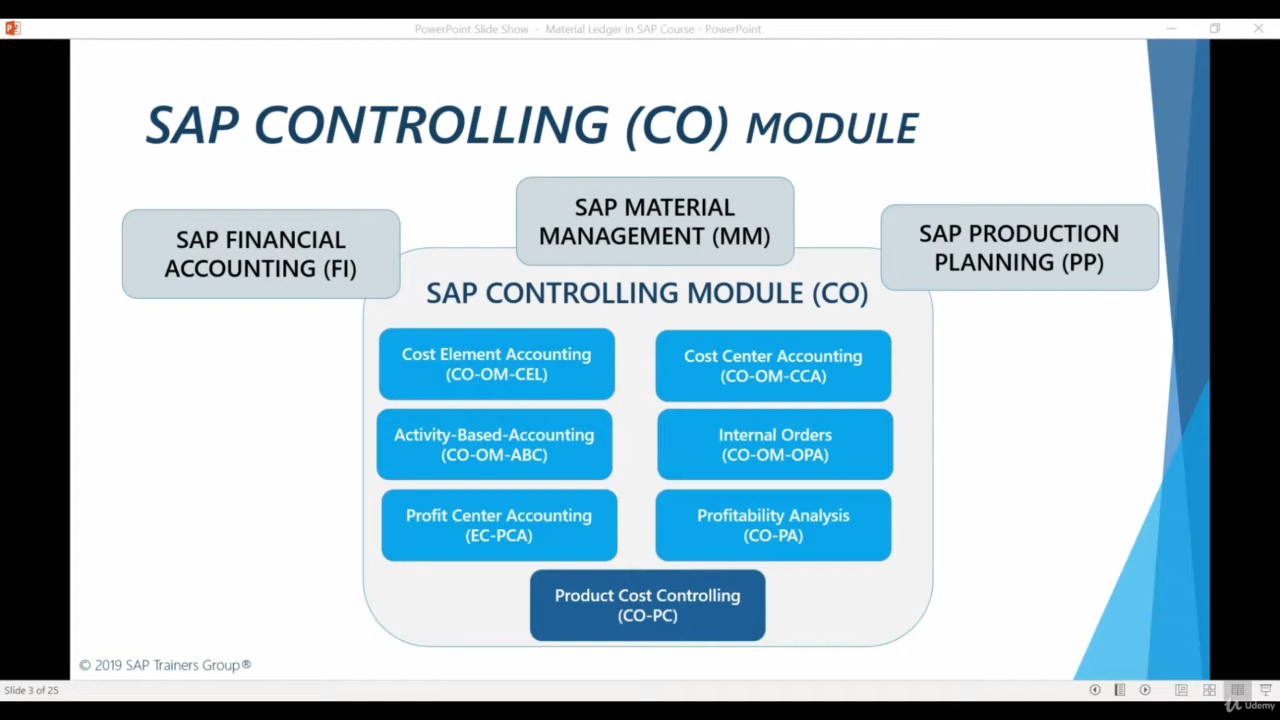 PowerPoint Slide Show - Material Ledger in SAP Course - PowerPoint
SAP CONTROLLING (CO) MODULE
SAP FINANCIAL
ACCOUNTING (FI)
SAP MATERIAL
MANAGEMENT (MM)
SAP PRODUCTION
PLANNING (PP)
SAP CONTROLLING MODULE (CO)
Cost Element Accounting
(CO-OM-CEL)
Cost Center Accounting
(CO-OM-CCA)
Activity-Based-Accounting
(CO-OM-ABC)
Internal Orders
(CO-OM-OPA)
Profit Center Accounting
(EC-PCA)
Profitability Analysis
(CO-PA)
Product Cost Controlling
(CO-PC)
© 2019 SAP Trainers Group®
Slide 3 of 25
Udemy